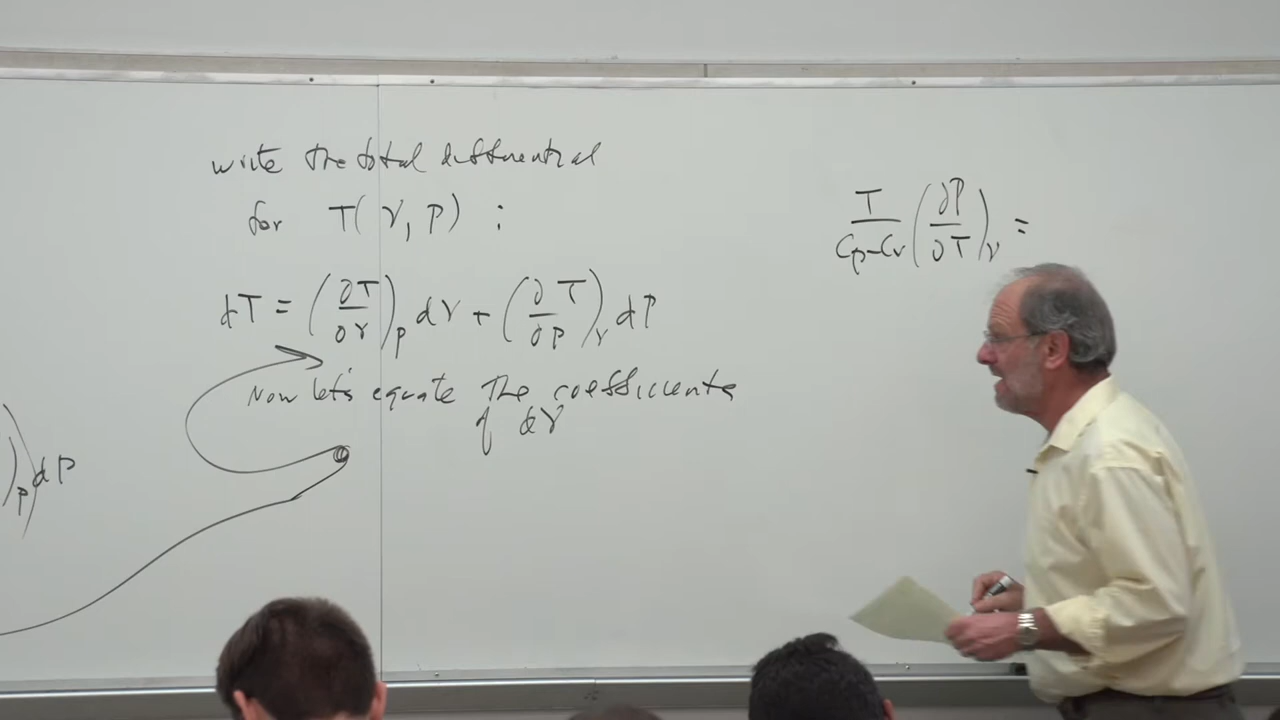 write the total differential
for T(v, P) :
dT = (∂T/∂v)_P dv + (∂T/∂P)_v dP
Now let's equate the coefficients
of dv
)_P dP
T/(Cp-Cv) (∂P/∂T)_v =